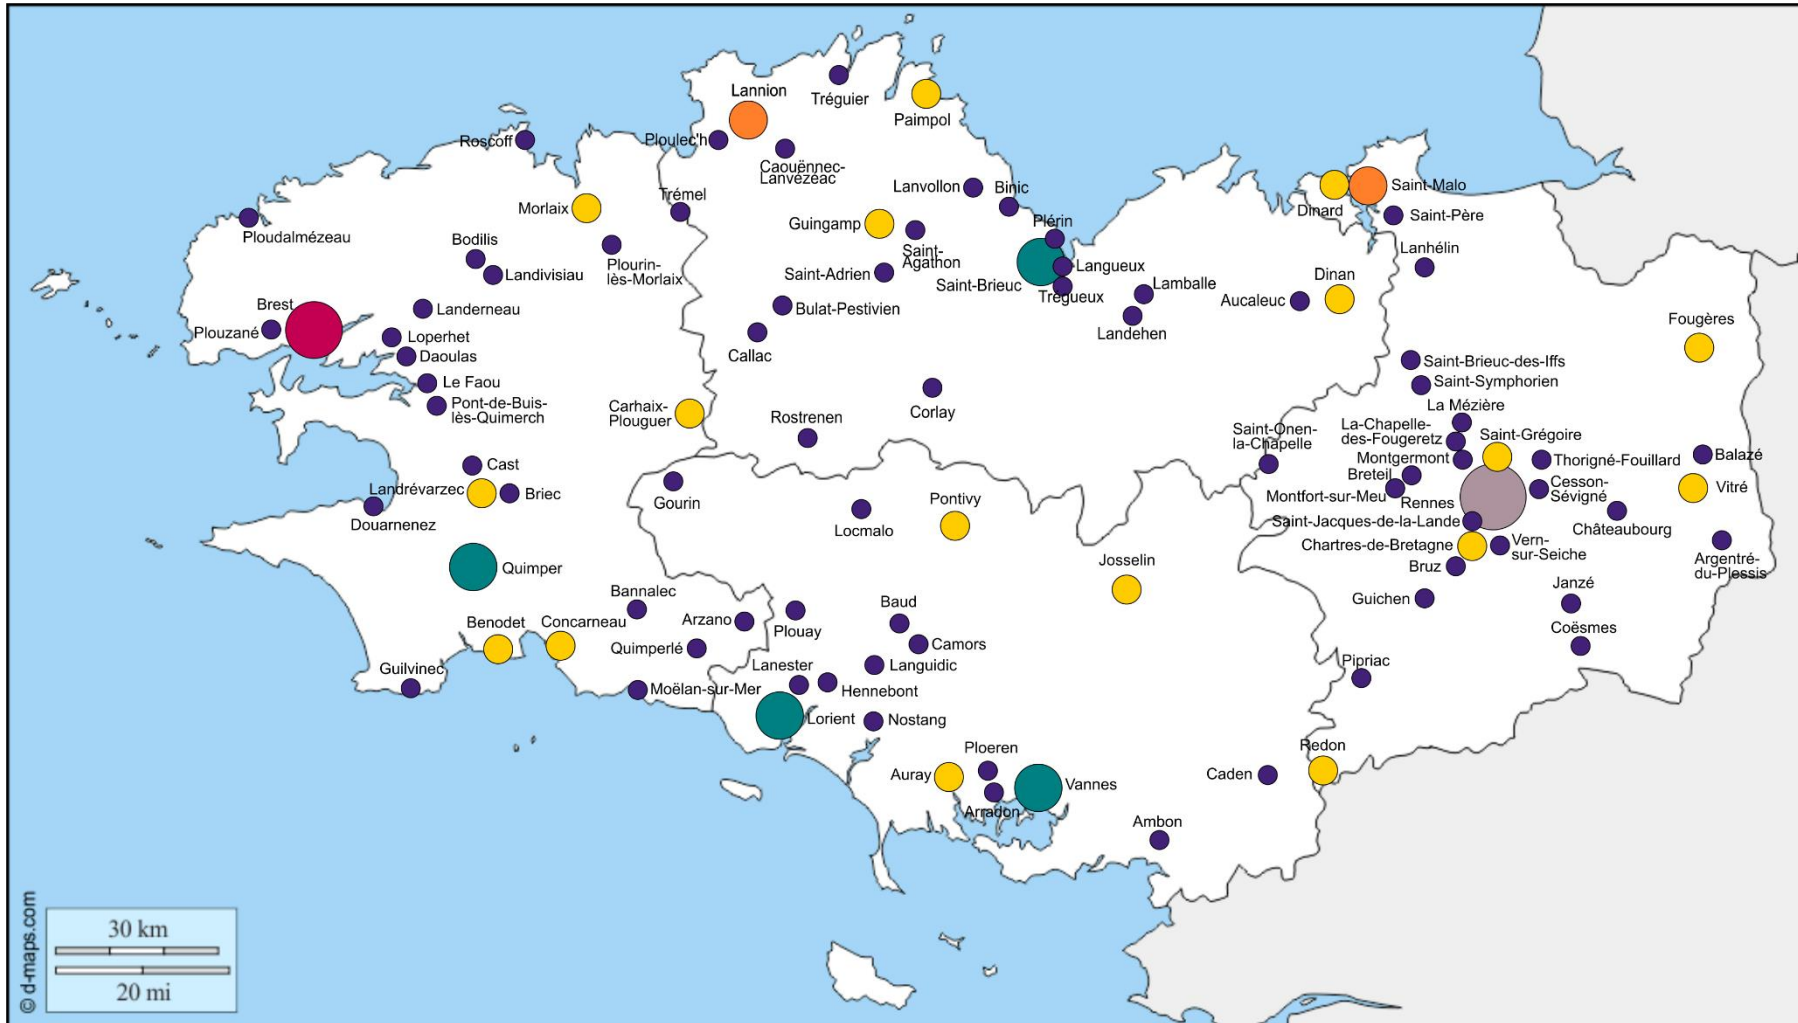 Lannion
Tréguier
Paimpol
Roscoff
Ploulec'h
Caouënnec-
Lanvézéac
Trémel
Morlaix
Lanvollon
Binic
Plérin
Guingamp
Saint-
Agathon
Saint-Adrien
Saint-Brieuc
Langueux
Trégueux
Lamballe
Landehen
Dinard
Saint-Malo
Saint-Père
Lanhélin
Dinan
Aucaleuc
Fougères
Ploudalmézeau
Bodilis
Landivisiau
Plourin-
lès-Morlaix
Brest
Plouzané
Landerneau
Loperhet
Daoulas
Le Faou
Pont-de-Buis-
lès-Quimerch
Bulat-Pestivien
Callac
Carhaix-
Plouguer
Rostrenen
Corlay
Saint-Brieuc-des-Iffs
Saint-Symphorien
La Mézière
La-Chapelle-
des-Fougeretz
Saint-Grégoire
Saint-Onen-
la-Chapelle
Montgermont
Breteil
Montfort-sur-Meu
Rennes
Thorigné-Fouillard
Cesson-
Sévigné
Balazé
Vitré
Châteaubourg
Saint-Jacques-de-la-Lande
Chartres-de-Bretagne
Vern-
sur-Seiche
Bruz
Argentré-
du-Plessis
Guichen
Janzé
Coësmes
Pipriac
Cast
Landrévarzec
Briec
Douarnenez
Quimper
Gourin
Locmalo
Pontivy
Josselin
Bannalec
Arzano
Plouay
Baud
Camors
Languidic
Benodet
Concarneau
Quimperlé
Lanester
Hennebont
Guilvinec
Moëlan-sur-Mer
Lorient
Nostang
Ploeren
Auray
Arradon
Vannes
Caden
Redon
Ambon
30 km
20 mi
© d-maps.com